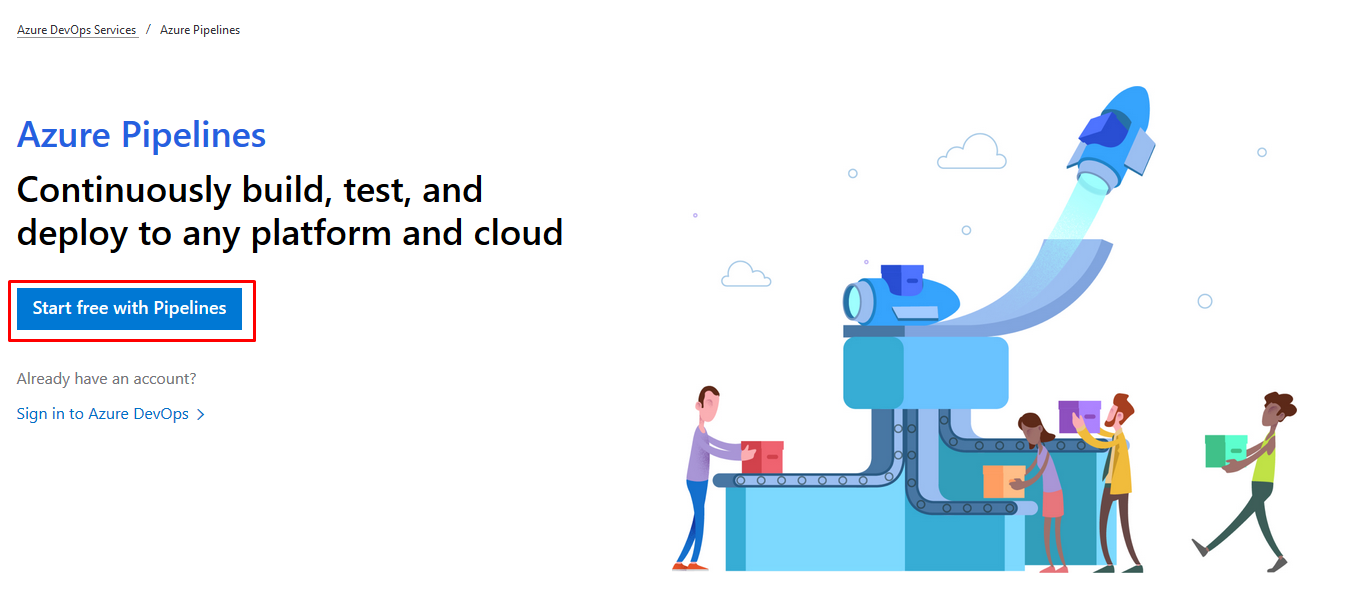 Azure DevOps Services / Azure Pipelines
Azure Pipelines
Continuously build, test, and
deploy to any platform and cloud
Start free with Pipelines
Already have an account?
Sign in to Azure DevOps >